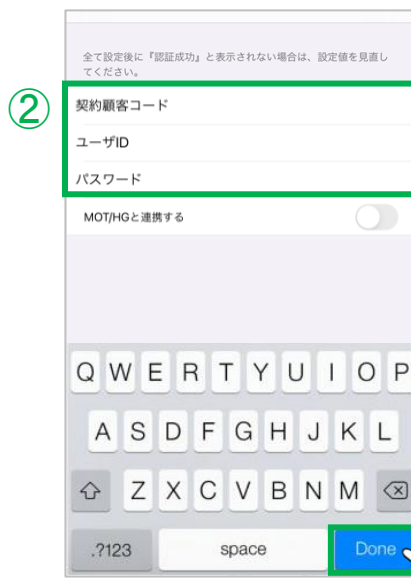 全て設定後に『認証成功』と表示されない場合は、設定値を見直し
てください。
②
契約顧客コード
ユーザID
パスワード
MOT/HGと連携する
Q W E R T Y U I O P
A S D F G H J K L
Z X C V B N M
.?123 space Done